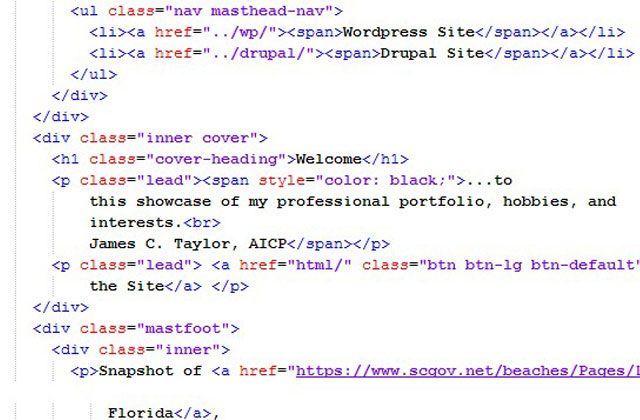 <ul class="nav masthead-nav">
<li><a href="../wp/"><span>Wordpress Site</span></a></li>
<li><a href="../drupal/"><span>Drupal Site</span></a></li>
</ul>
</div>
</div>
<div class="inner cover">
<h1 class="cover-heading">Welcome</h1>
<p class="lead"><span style="color: black;">...to
this showcase of my professional portfolio, hobbies, and
interests.<br>
James C. Taylor, AICP</span></p>
<p class="lead"> <a href="html/" class="btn btn-lg btn-default"
the Site</a> </p>
</div>
<div class="mastfoot">
<div class="inner">
<p>Snapshot of <a href="https://www.scgov.net/beaches/Pages/
Florida</a>,